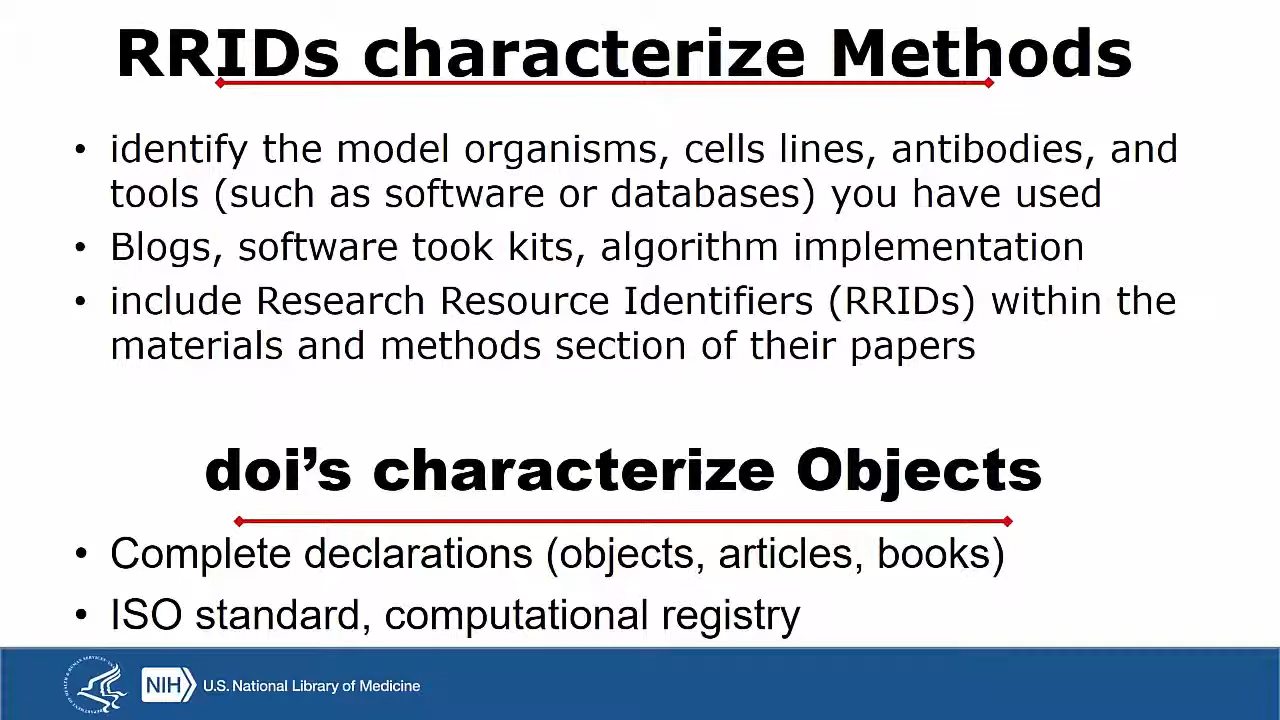 RRIDs characterize Methods
• identify the model organisms, cells lines, antibodies, and
tools (such as software or databases) you have used
• Blogs, software took kits, algorithm implementation
• include Research Resource Identifiers (RRIDs) within the
materials and methods section of their papers
doi’s characterize Objects
• Complete declarations (objects, articles, books)
• ISO standard, computational registry
NIH U.S. National Library of Medicine